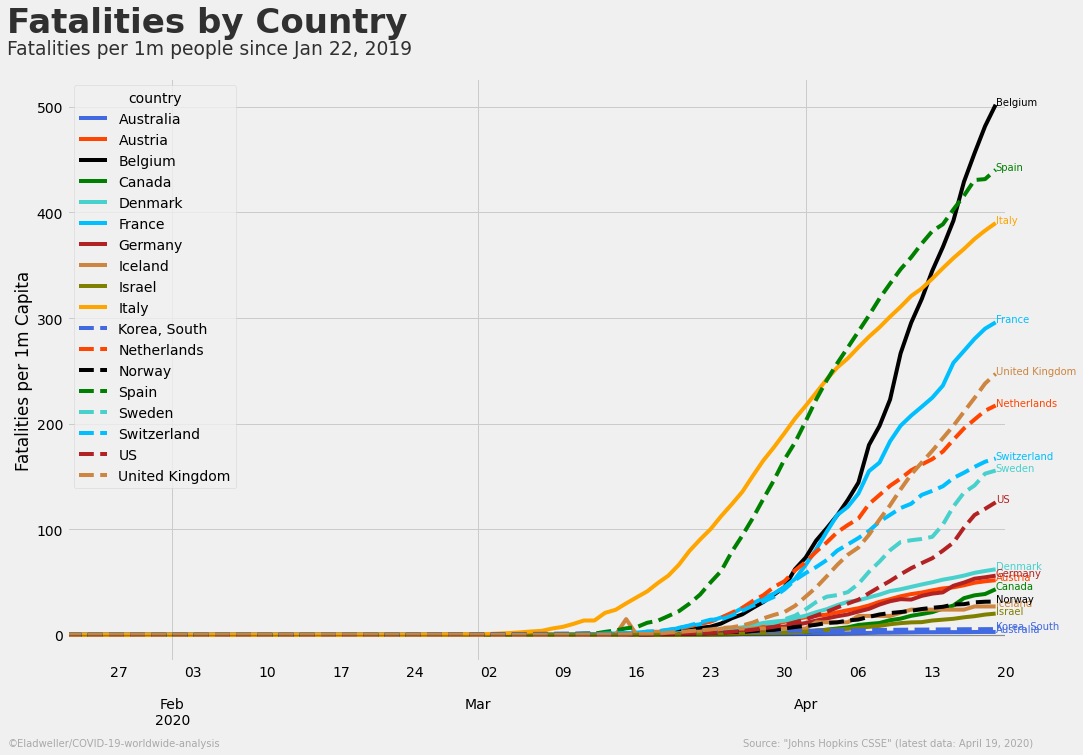 Fatalities by Country
Fatalities per 1m people since Jan 22, 2019
Fatalities per 1m Capita
500
400
300
200
100
0
country
Australia
Austria
Belgium
Canada
Denmark
France
Germany
Iceland
Israel
Italy
Korea, South
Netherlands
Norway
Spain
Sweden
Switzerland
US
United Kingdom
Belgium
Spain
Italy
France
United Kingdom
Netherlands
Switzerland
Sweden
US
Denmark
Germany
Austria
Canada
Norway
Iceland
Israel
Korea, South
Australia
27 03 10 17 24 02 09 16 23 30 06 13 20
Feb Mar Apr
2020
©Eladweller/COVID-19-worldwide-analysis
Source: "Johns Hopkins CSSE" (latest data: April 19, 2020)